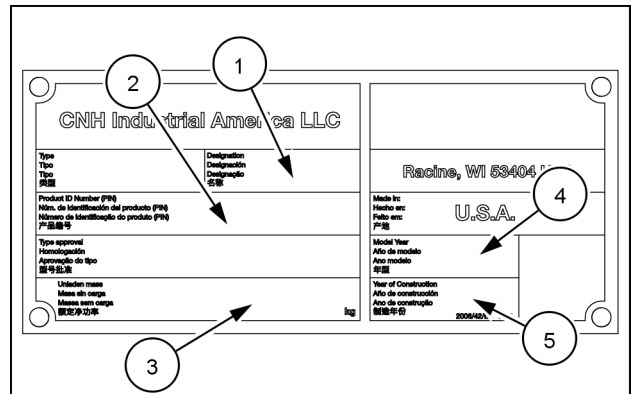 1
2
CNH Industrial America LLC
Type
Tipo
Tipo
类型
Designation
Designación
Designação
名称
Racine, WI 53404
Product ID Number (PIN)
Núm. de identificación del producto (PIN)
Número de identificação do produto (PIN)
产品编号
Made in:
Hecho en:
Feito em:
产地
U.S.A.
4
Type approval
Homologación
Aprovação do tipo
型号批准
Model Year
Año de modelo
Ano modelo
年型
Unladen mass
Masa sin carga
Massa sem carga
额定净功率
kg
Year of Construction
Año de construcción
Ano de construção
制造年份
3
5